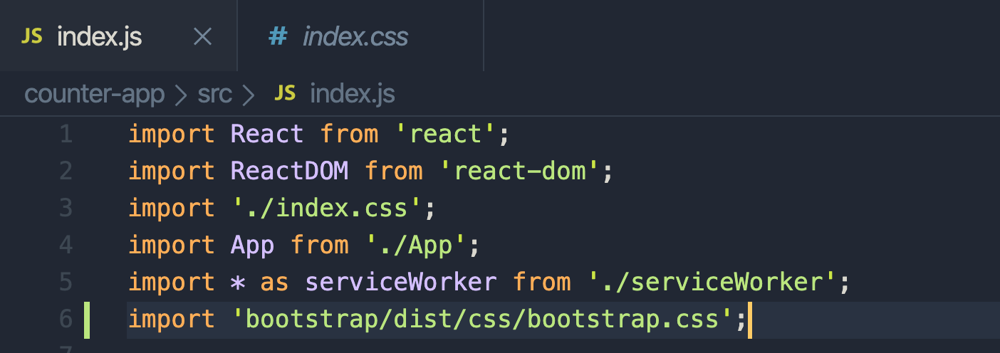 JS index.js × # index.css
counter-app > src > JS index.js
1 import React from 'react';
2 import ReactDOM from 'react-dom';
3 import './index.css';
4 import App from './App';
5 import * as serviceWorker from './serviceWorker';
6 import 'bootstrap/dist/css/bootstrap.css';
7